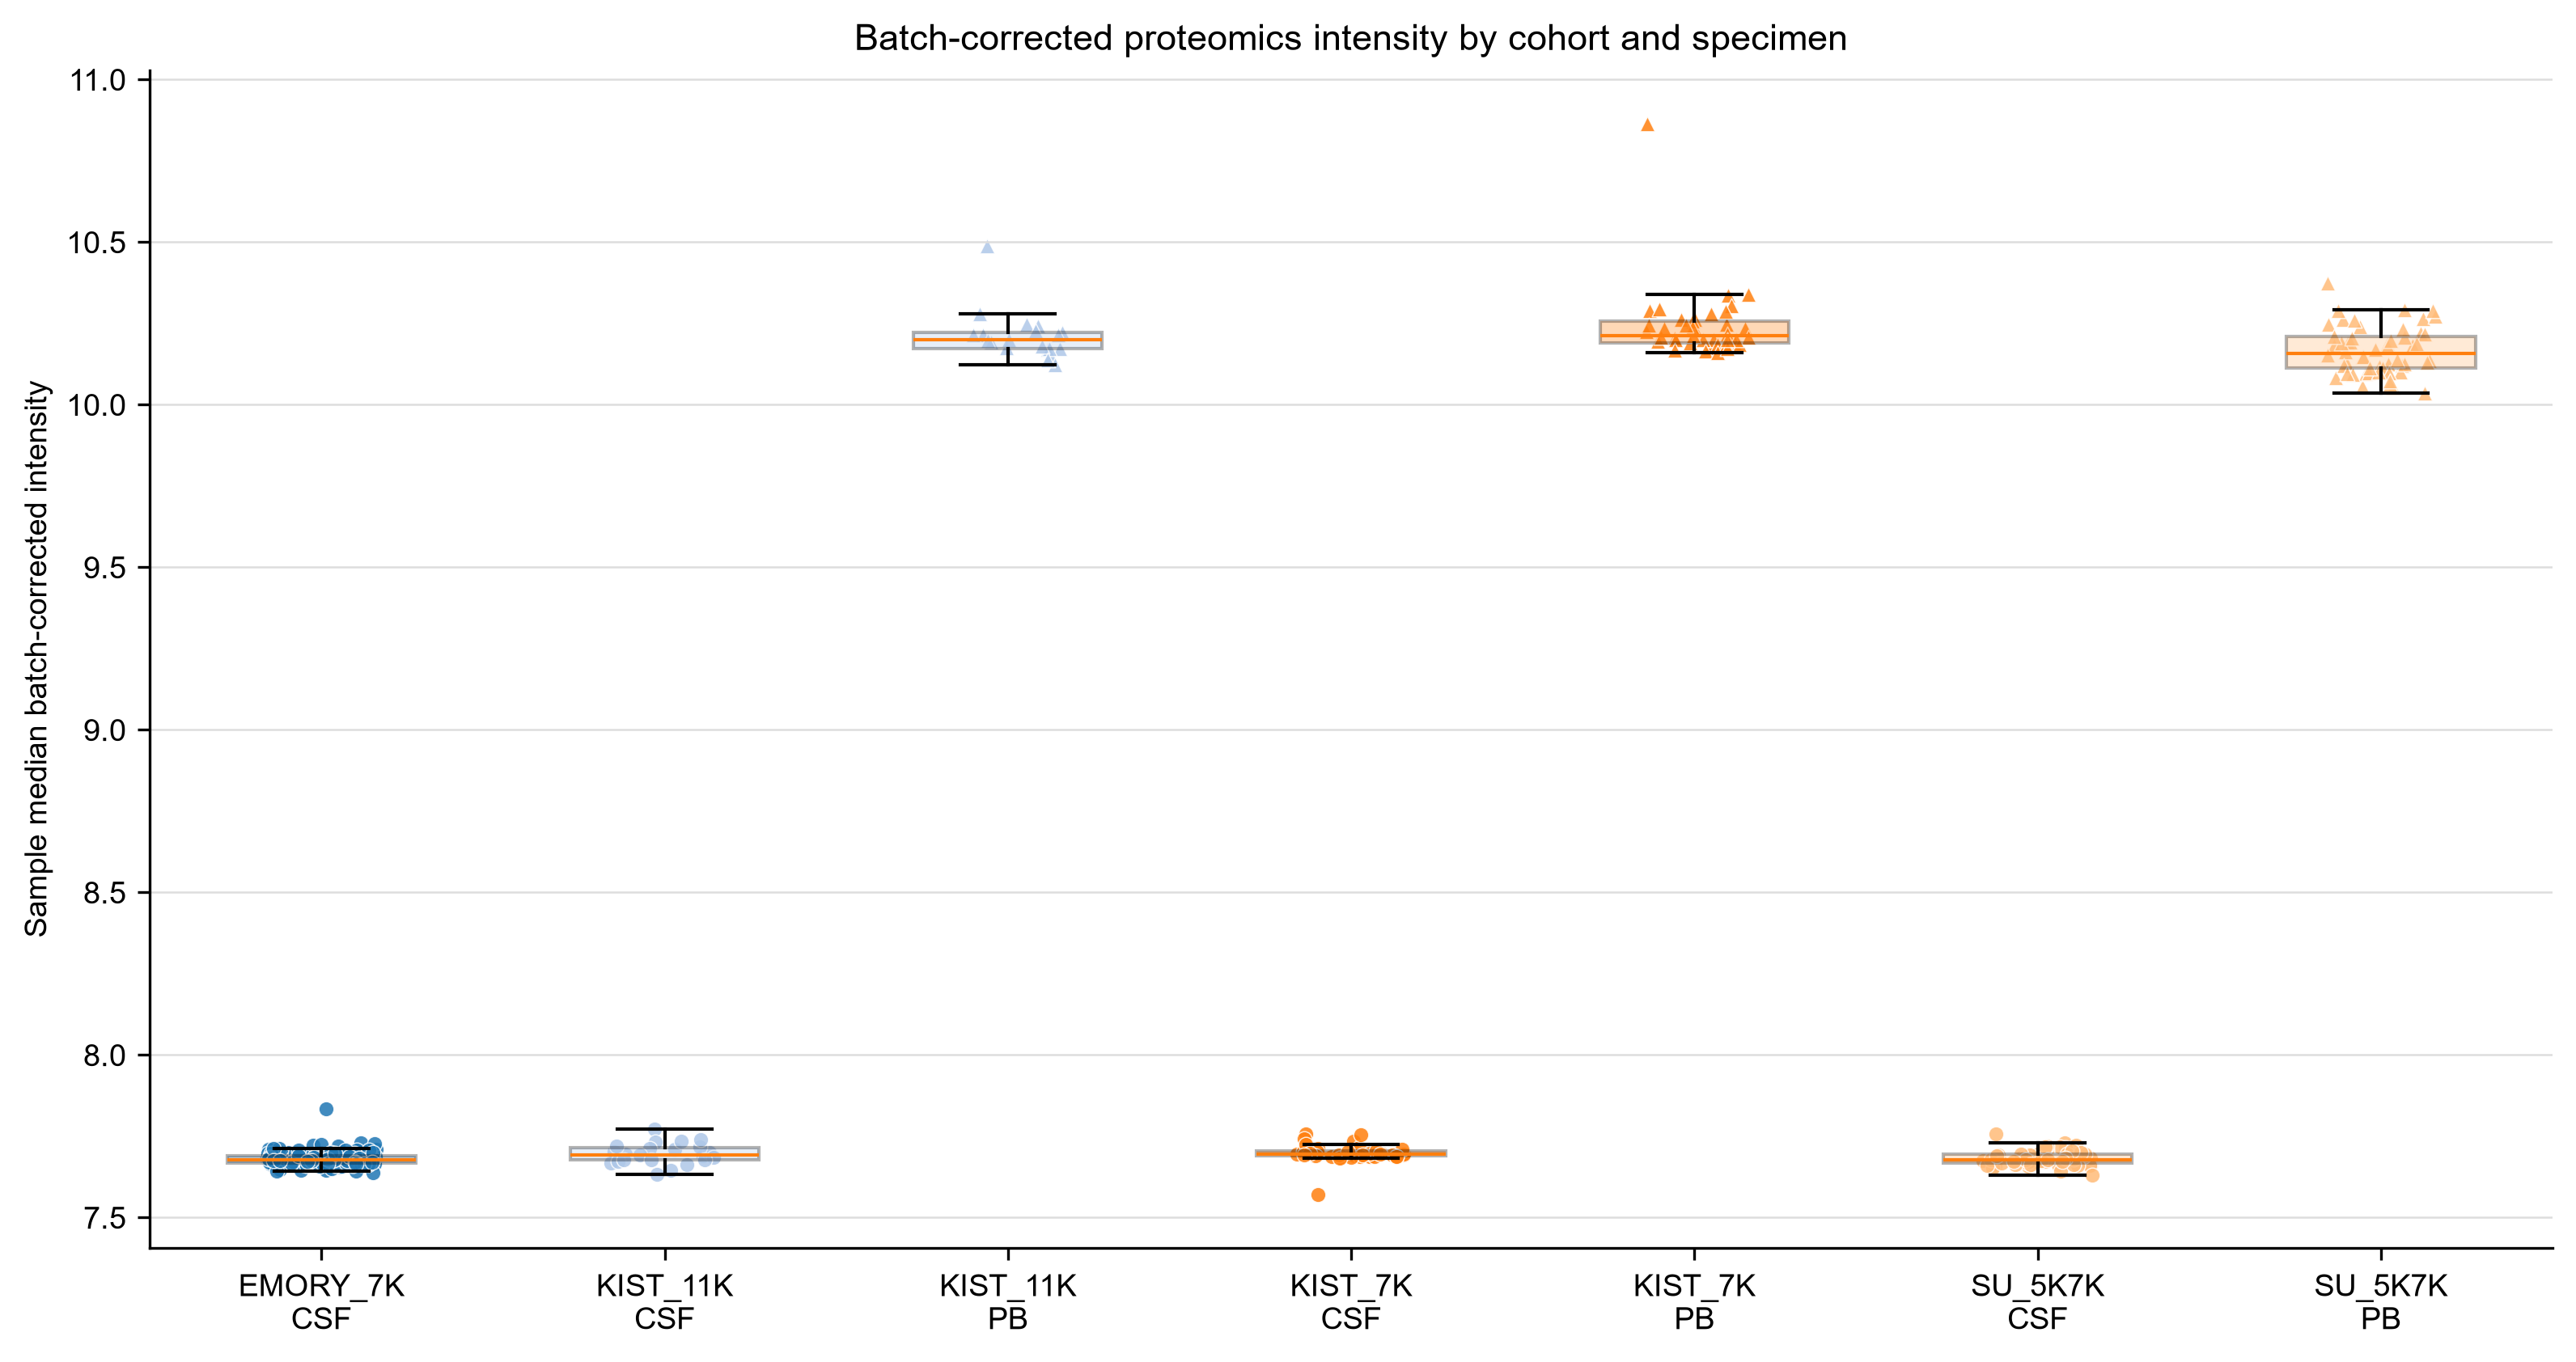 Batch-corrected proteomics intensity by cohort and specimen
Sample median batch-corrected intensity
11.0
10.5
10.0
9.5
9.0
8.5
8.0
7.5
EMORY_7K
CSF
KIST_11K
CSF
KIST_11K
PB
KIST_7K
CSF
KIST_7K
PB
SU_5K7K
CSF
SU_5K7K
PB